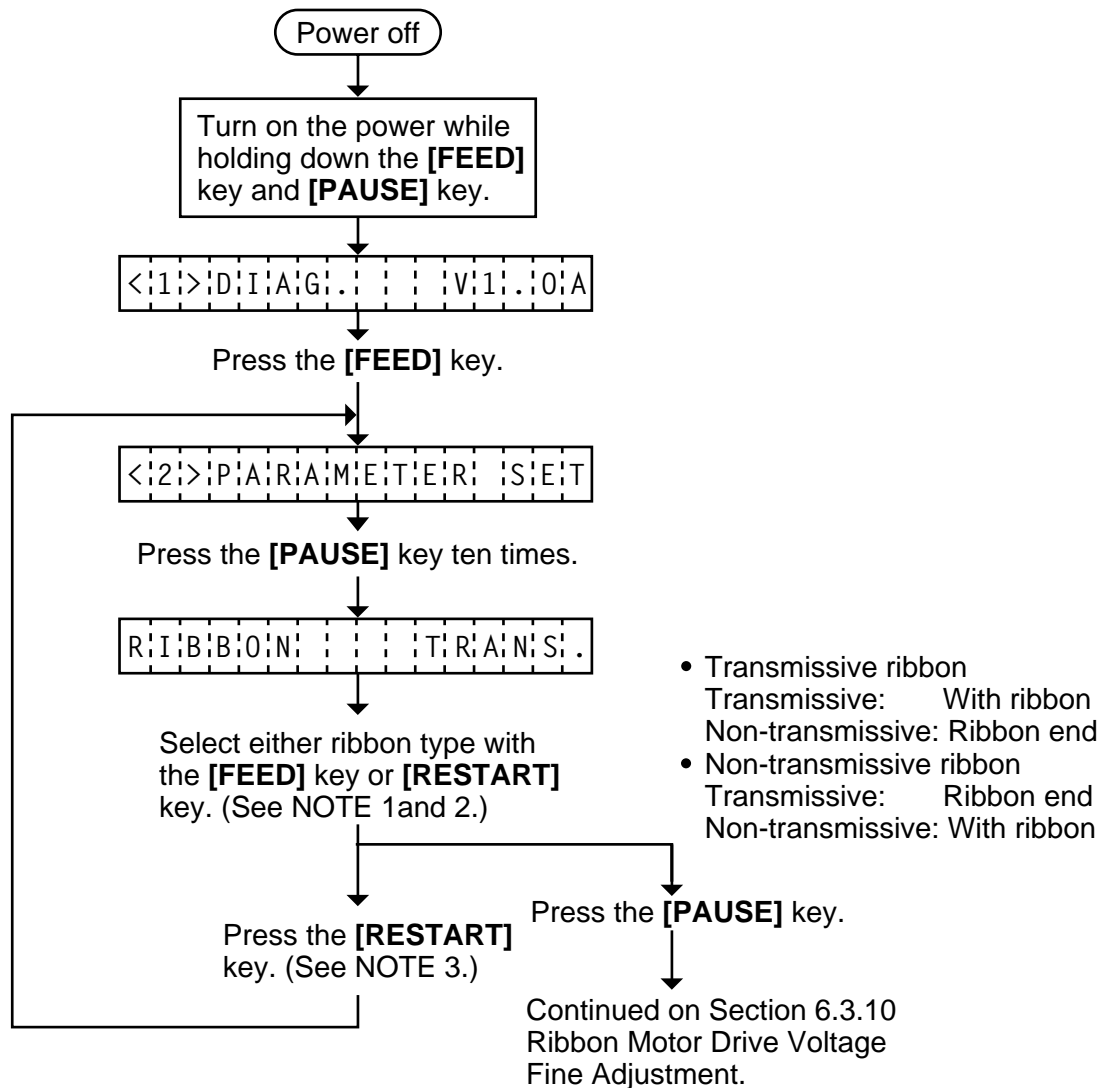 Power off
Turn on the power while
holding down the [FEED]
key and [PAUSE] key.
<1>DIAG.   V1.0A
Press the [FEED] key.
<2>PARAMETER SET
Press the [PAUSE] key ten times.
RIBBON   TRANS.
Select either ribbon type with
the [FEED] key or [RESTART]
key. (See NOTE 1and 2.)
• Transmissive ribbon
Transmissive: With ribbon
Non-transmissive: Ribbon end
• Non-transmissive ribbon
Transmissive: Ribbon end
Non-transmissive: With ribbon
Press the [RESTART]
key. (See NOTE 3.)
Press the [PAUSE] key.
Continued on Section 6.3.10
Ribbon Motor Drive Voltage
Fine Adjustment.